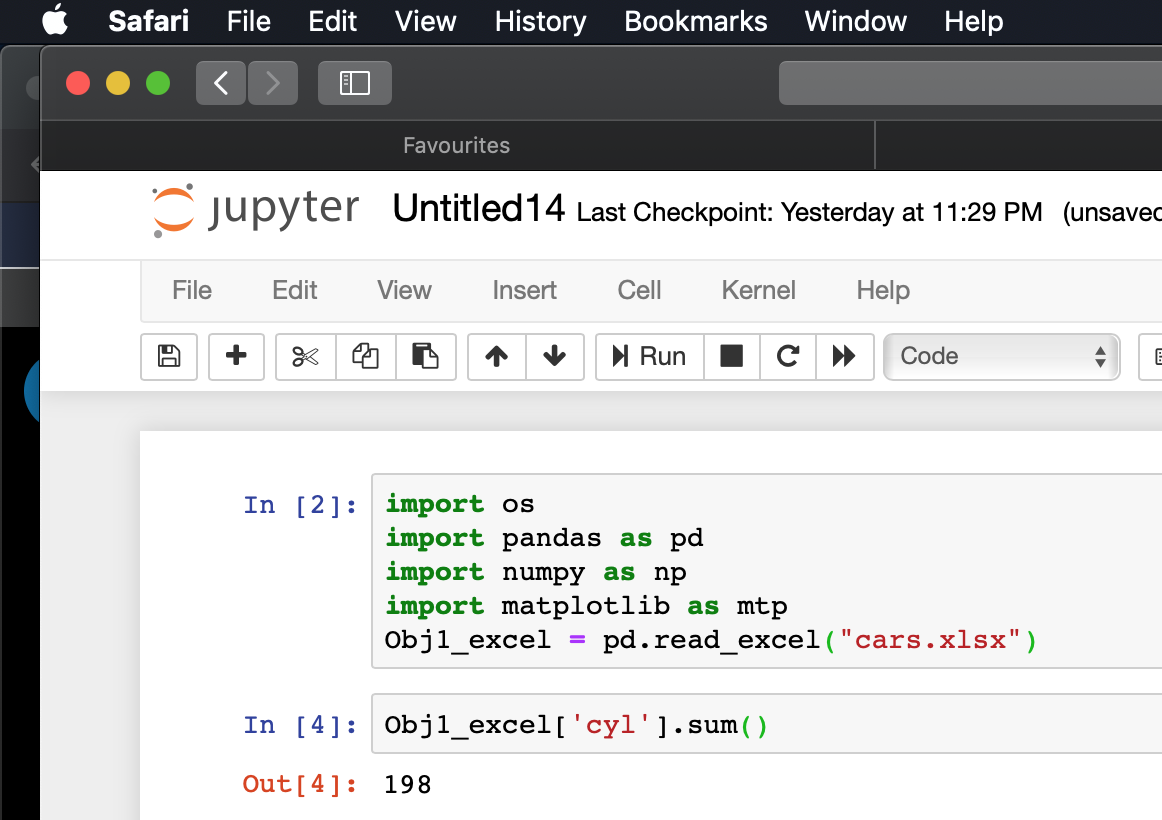 Safari File Edit View History Bookmarks Window Help
Favourites
jupyter Untitled14 Last Checkpoint: Yesterday at 11:29 PM (unsaved
File Edit View Insert Cell Kernel Help
Run Code
In [2]: import os
import pandas as pd
import numpy as np
import matplotlib as mtp
Obj1_excel = pd.read_excel("cars.xlsx")
In [4]: Obj1_excel['cyl'].sum()
Out[4]: 198